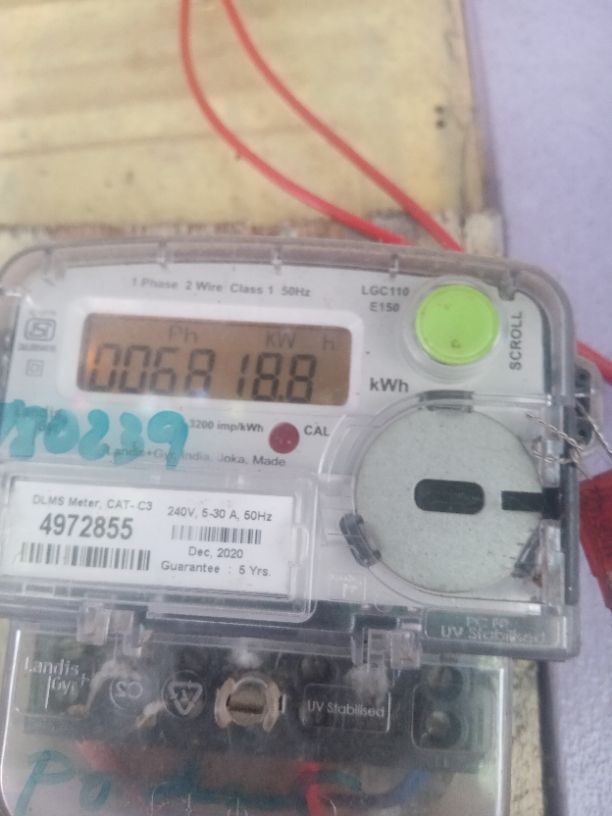 1 Phase 2 Wire Class 1 50Hz
LGC110
E150
SCROLL
Ph kW h
006818.8
kWh
3200 imp/kWh
CAL
Landis+Gyr India, Joka, Made
DLMS Meter, CAT-C3
4972855
240V, 5-30 A, 50Hz
Dec, 2020
Guarantee : 5 Yrs.
UV Stabilised
Landis
Gyr
UV Stabilised